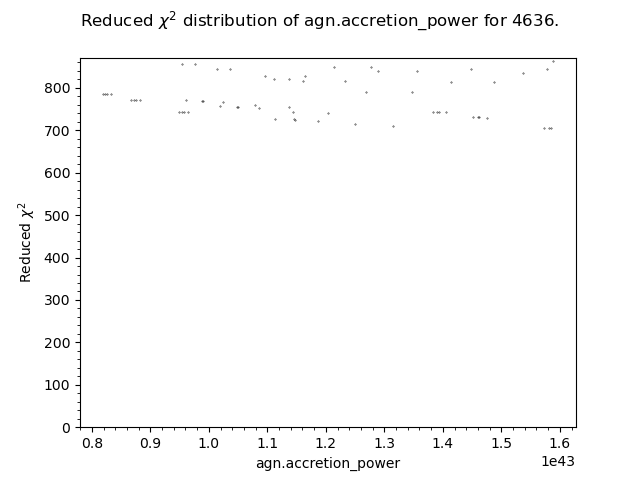 Reduced χ² distribution of agn.accretion_power for 4636.
800
700
600
500
400
300
200
100
0
Reduced χ²
0.8 0.9 1.0 1.1 1.2 1.3 1.4 1.5 1.6
1e43
agn.accretion_power